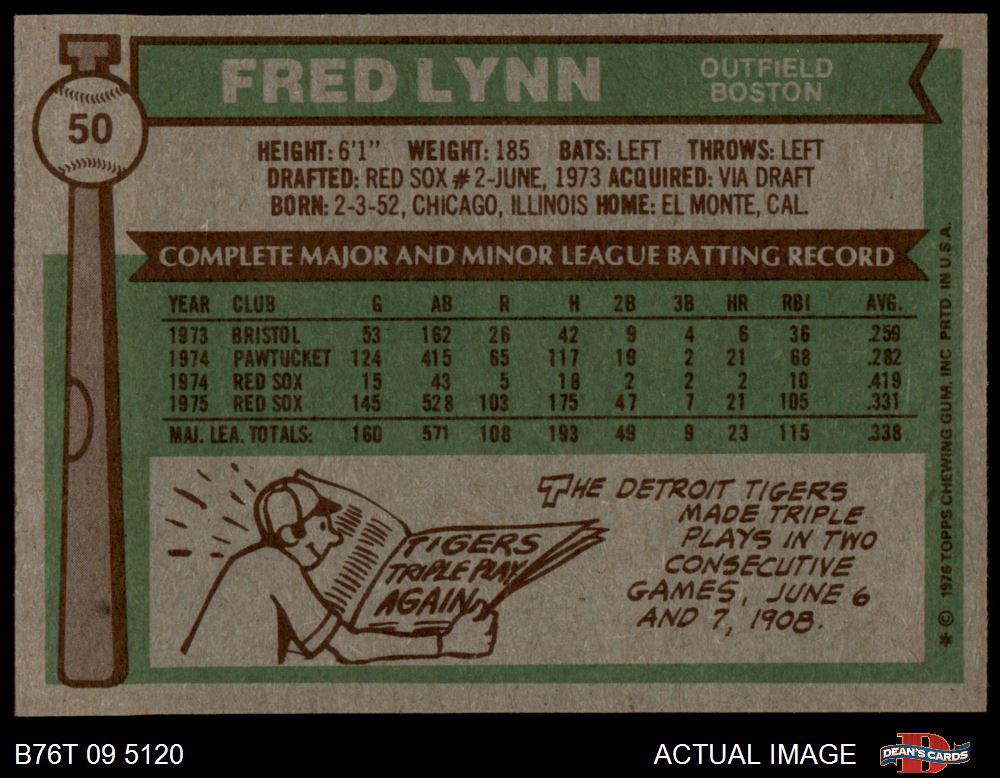 50
FRED LYNN
OUTFIELD
BOSTON
HEIGHT: 6'1" WEIGHT: 185 BATS: LEFT THROWS: LEFT
DRAFTED: RED SOX #2-JUNE, 1973 ACQUIRED: VIA DRAFT
BORN: 2-3-52, CHICAGO, ILLINOIS HOME: EL MONTE, CAL.
COMPLETE MAJOR AND MINOR LEAGUE BATTING RECORD
YEAR CLUB G AB R H 2B 3B HR RBI AVG.
1973 BRISTOL 53 162 26 42 9 4 6 36 .259
1974 PAWTUCKET 124 415 65 117 19 2 21 68 .282
1974 RED SOX 15 43 5 18 2 2 2 10 .419
1975 RED SOX 145 528 103 175 47 7 21 105 .331
MAJ. LEA. TOTALS: 160 571 108 193 49 9 23 115 .338
TIGERS
TRIPLE PLAY
AGAIN
THE DETROIT TIGERS
MADE TRIPLE
PLAYS IN TWO
CONSECUTIVE
GAMES, JUNE 6
AND 7, 1908.
* © 1976 TOPPS CHEWING GUM, INC PRTD. IN U.S.A.
B76T 09 5120
ACTUAL IMAGE
D
DEAN'S CARDS